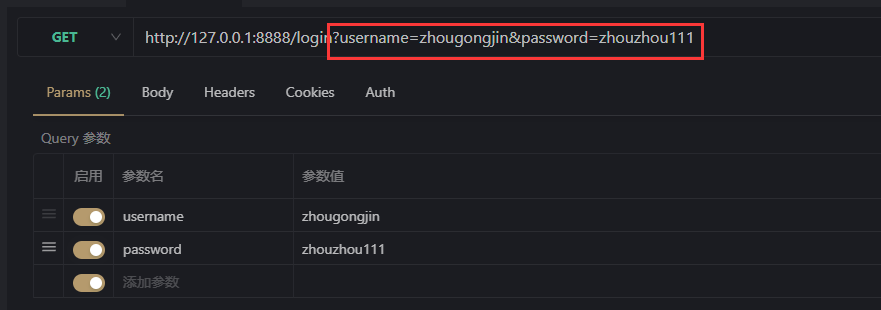 GET http://127.0.0.1:8888/login?username=zhougongjin&password=zhouzhou111
Params (2) Body Headers Cookies Auth
Query 参数
启用 参数名 参数值
username zhougongjin
password zhouzhou111
添加参数